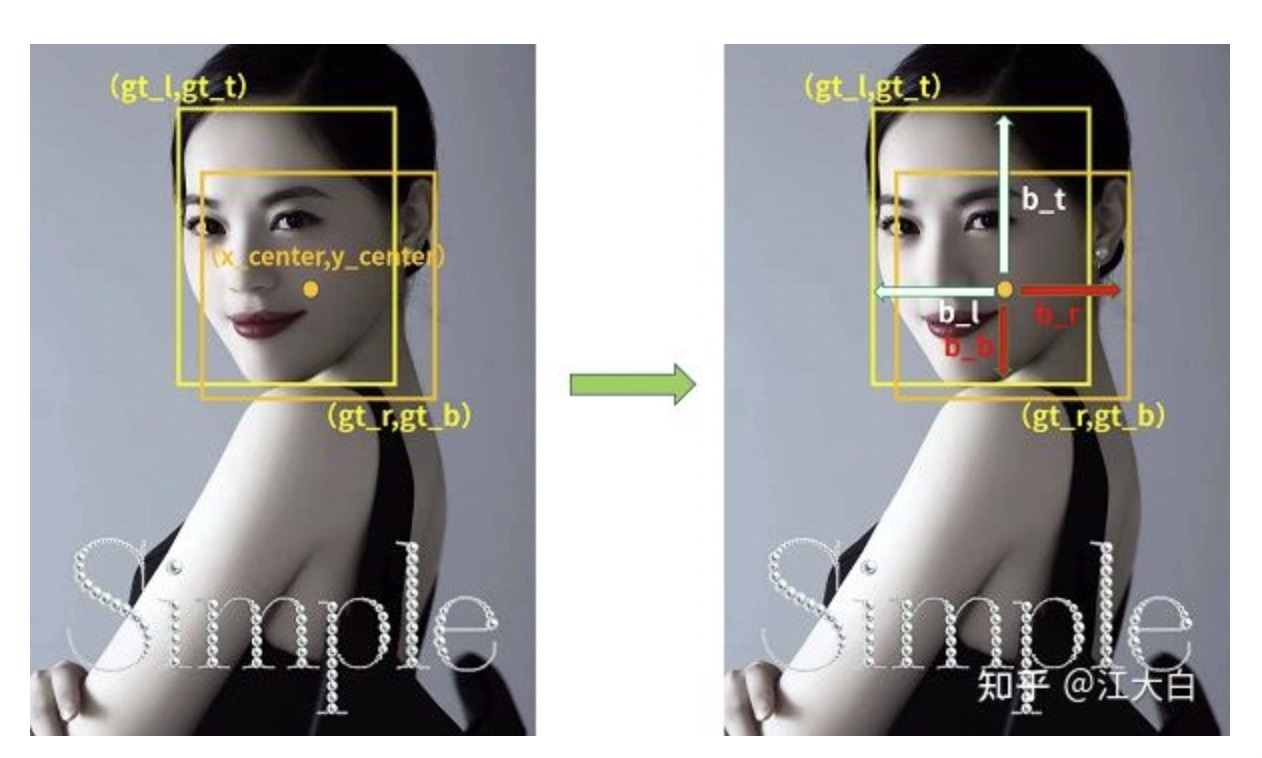 (gt_l,gt_t)
(x_center,y_center)
(gt_r,gt_b)
Simple
(gt_l,gt_t)
b_t
b_l
b_r
b_b
(gt_r,gt_b)
Simple
知乎 @江大白